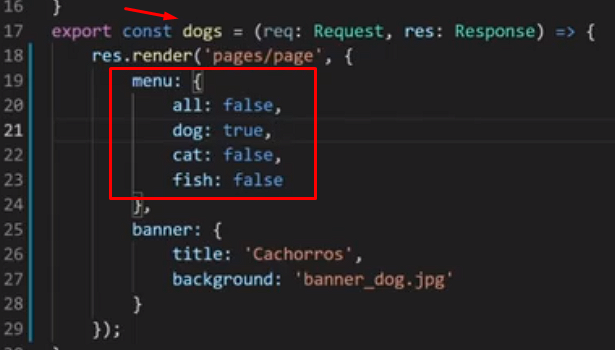 16 }
17 export const dogs = (req: Request, res: Response) => {
18 res.render('pages/page', {
19 menu: {
20 all: false,
21 dog: true,
22 cat: false,
23 fish: false
24 },
25 banner: {
26 title: 'Cachorros',
27 background: 'banner_dog.jpg'
28 }
29 });